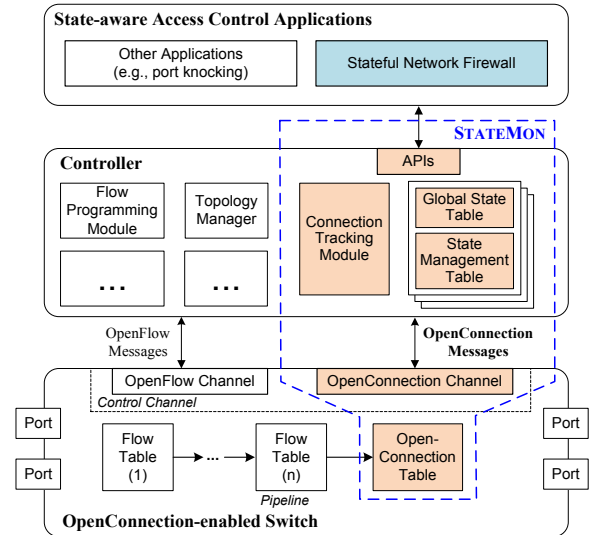 State-aware Access Control Applications
Other Applications
(e.g., port knocking)
Stateful Network Firewall
STATEMON
Controller
APIs
Flow
Programming
Module
Topology
Manager
Connection
Tracking
Module
Global State
Table
State
Management
Table
...
...
OpenFlow
Messages
OpenConnection
Messages
OpenFlow Channel
OpenConnection Channel
Control Channel
Port
Port
Flow
Table
(1)
...
Flow
Table
(n)
Open-
Connection
Table
Port
Port
Pipeline
OpenConnection-enabled Switch